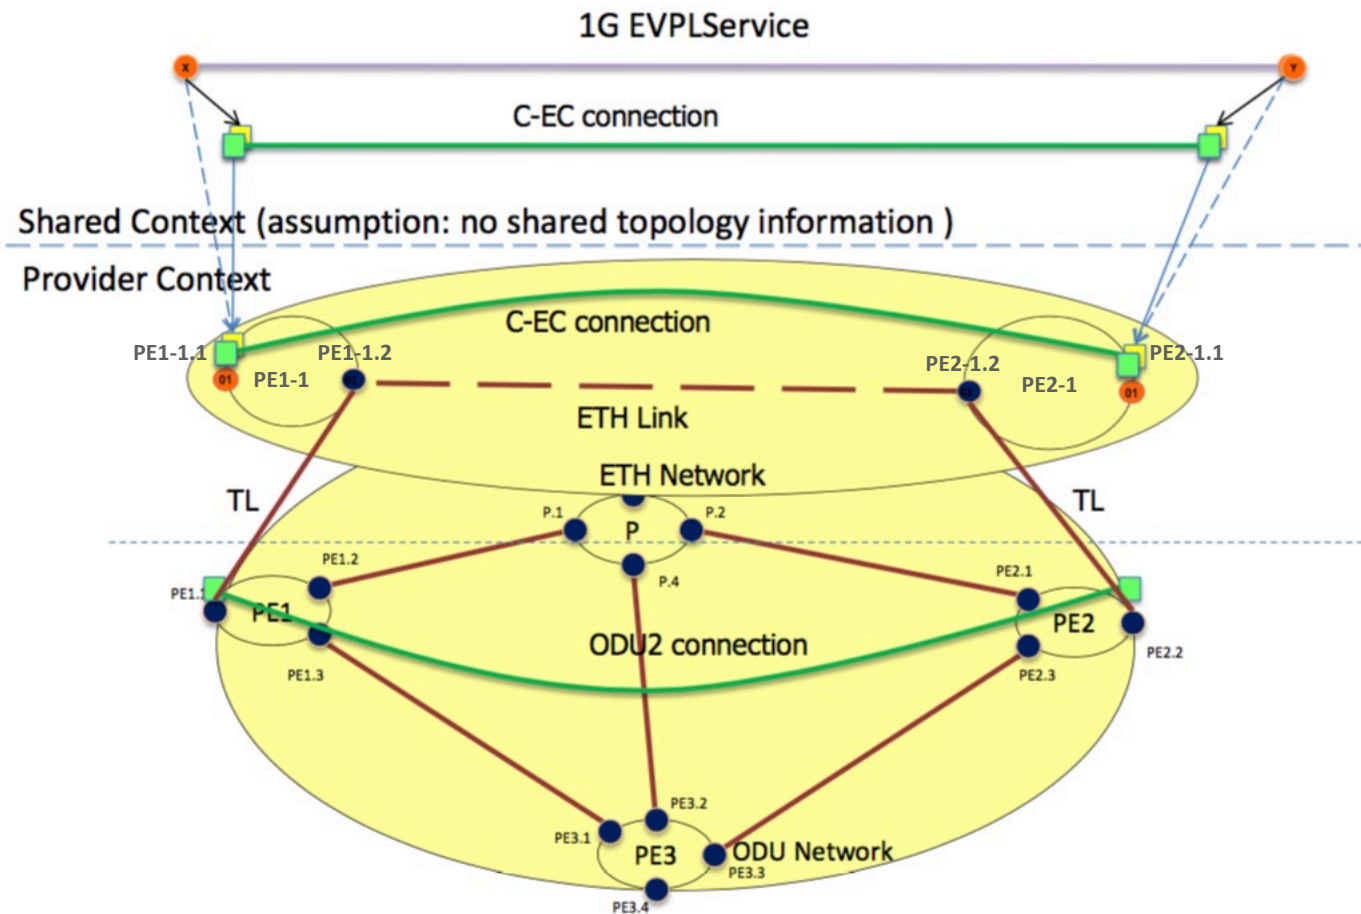 1G EVPLService
X
Y
C-EC connection
Shared Context (assumption: no shared topology information )
Provider Context
C-EC connection
PE1-1.1
PE1-1.2
PE2-1.2
PE2-1.1
01
PE1-1
PE2-1
01
ETH Link
ETH Network
TL
TL
P.1
P
P.2
PE1.2
P.4
PE2.1
PE1.1
PE1
PE2
ODU2 connection
PE2.2
PE1.3
PE2.3
PE3.2
PE3.1
PE3
ODU Network
PE3.3
PE3.4